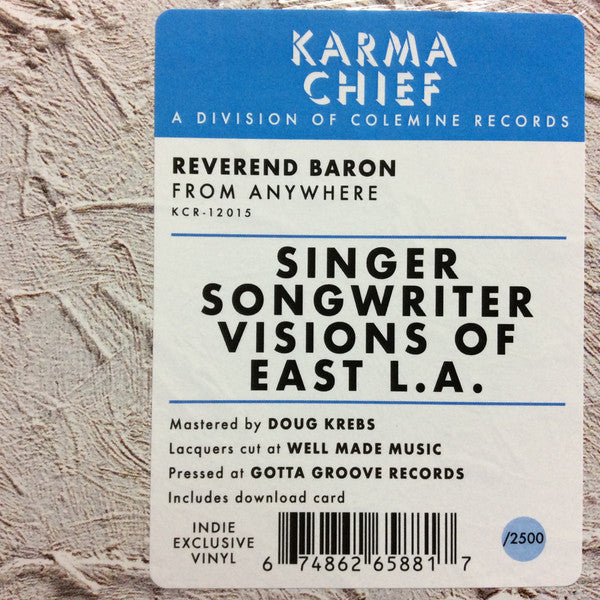 KARMA
CHIEF
A DIVISION OF COLEMINE RECORDS
REVEREND BARON
FROM ANYWHERE
KCR-12015
SINGER
SONGWRITER
VISIONS OF
EAST L.A.
Mastered by DOUG KREBS
Lacquers cut at WELL MADE MUSIC
Pressed at GOTTA GROOVE RECORDS
Includes download card
INDIE
EXCLUSIVE
VINYL
6 74862 65881 7
/2500